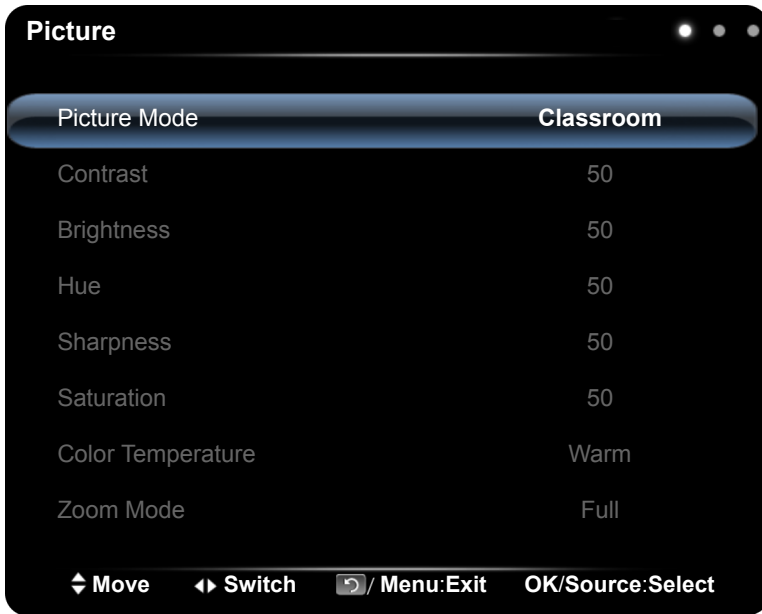 Picture
Picture Mode Classroom
Contrast 50
Brightness 50
Hue 50
Sharpness 50
Saturation 50
Color Temperature Warm
Zoom Mode Full
Move Switch / Menu:Exit OK/Source:Select